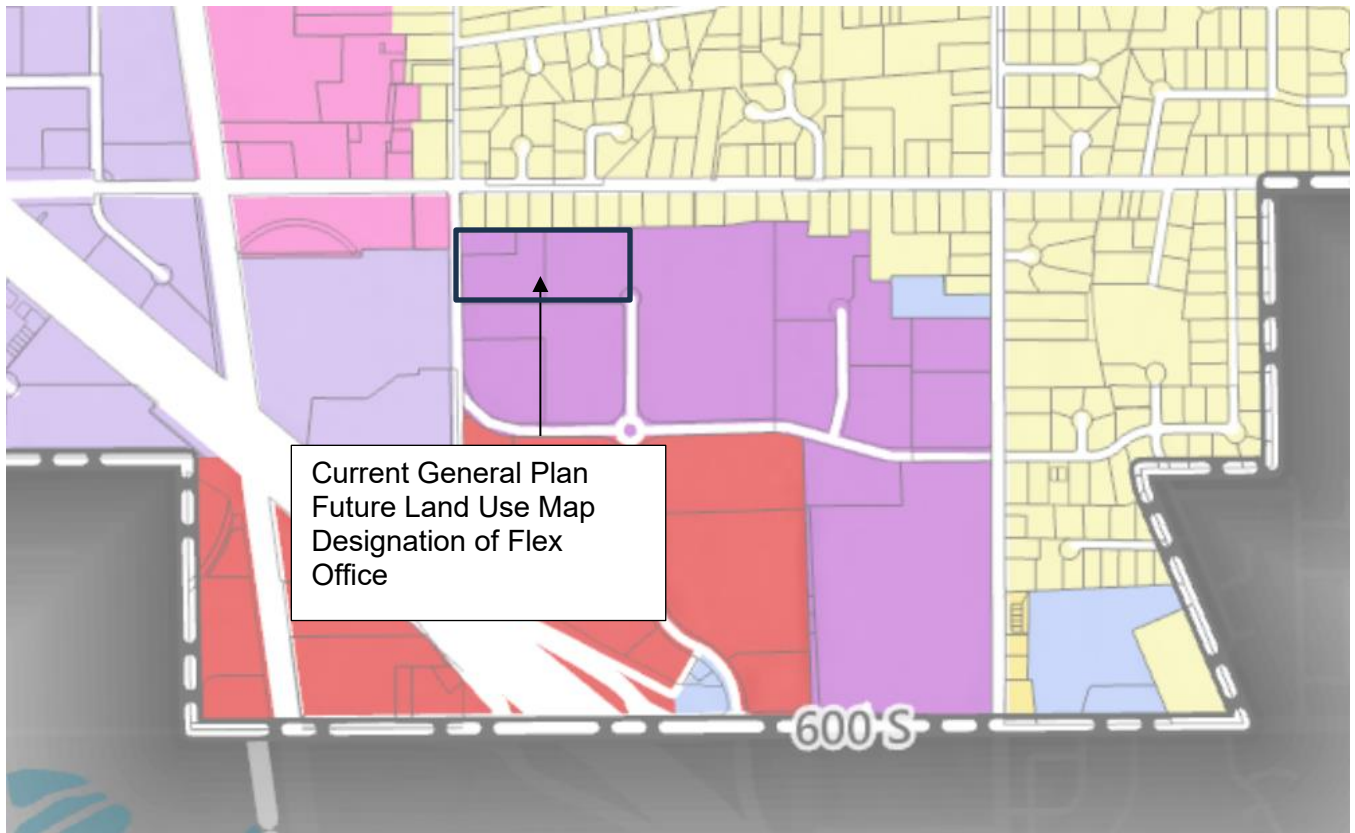 Current General Plan
Future Land Use Map
Designation of Flex
Office
600 S